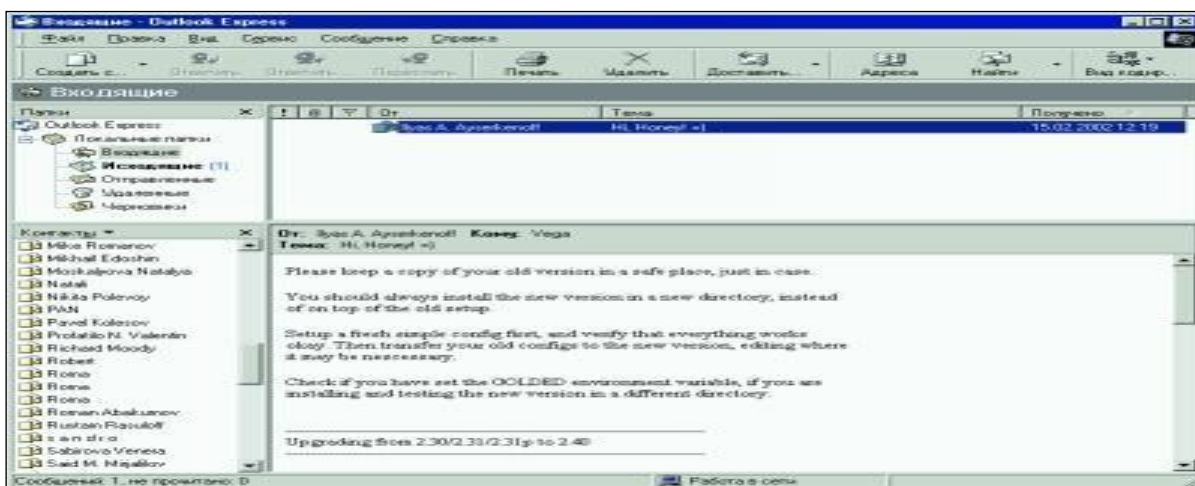 Входящие - Outlook Express
Файл Правка Вид Сервис Сообщение Справка
Создать с... Ответить Ответить... Переслать Печать Удалить Доставить... Адреса Найти Вид кодир...
Входящие
Папки
Outlook Express
Локальные папки
Входящие
Исходящие (1)
Отправленные
Удаленные
Черновики
! От Тема Получено
Ilyas A. Hi, Honey! =) 15.02.2002 12:19
Контакты
Mike Romanov
Mikhail Edoshin
Moskaljova Natalya
Natali
Nikita Polevoy
PAN
Pavel Kolesov
Protatilo N. Valentin
Richard Moody
Robert
Roma
Roma
Roma
Roman Abakumov
Rustam Rasuloff
s a n d r o
Sabirova Venera
Said M. Mirjalilov
От: Ilyas A. Кому: Vega
Тема: Hi, Honey! =)
Please keep a copy of your old version in a safe place, just in case.
You should always install the new version in a new directory, instead
of on top of the old setup.
Setup a fresh simple config first, and verify that everything works
okay. Then transfer your old configs to the new version, editing where
it may be nescessary.
Check if you have set the GOLDED environment variable, if you are
installing and testing the new version in a different directory.
Upgrading from 2.30/2.31/2.31p to 2.40
Сообщений: 1, не прочитано: 0 Работа в сети